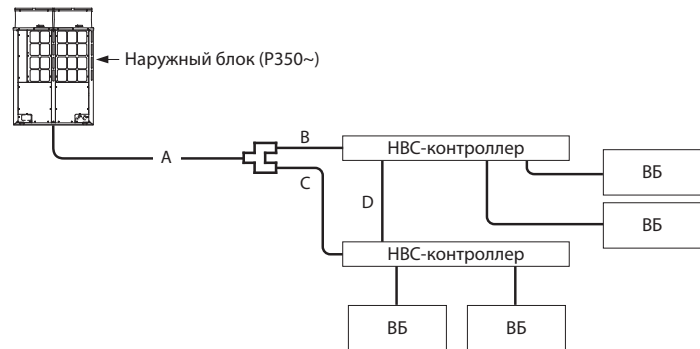 Наружный блок (P350~)
A
B
C
D
HBC-контроллер
ВБ
ВБ
HBC-контроллер
ВБ
ВБ